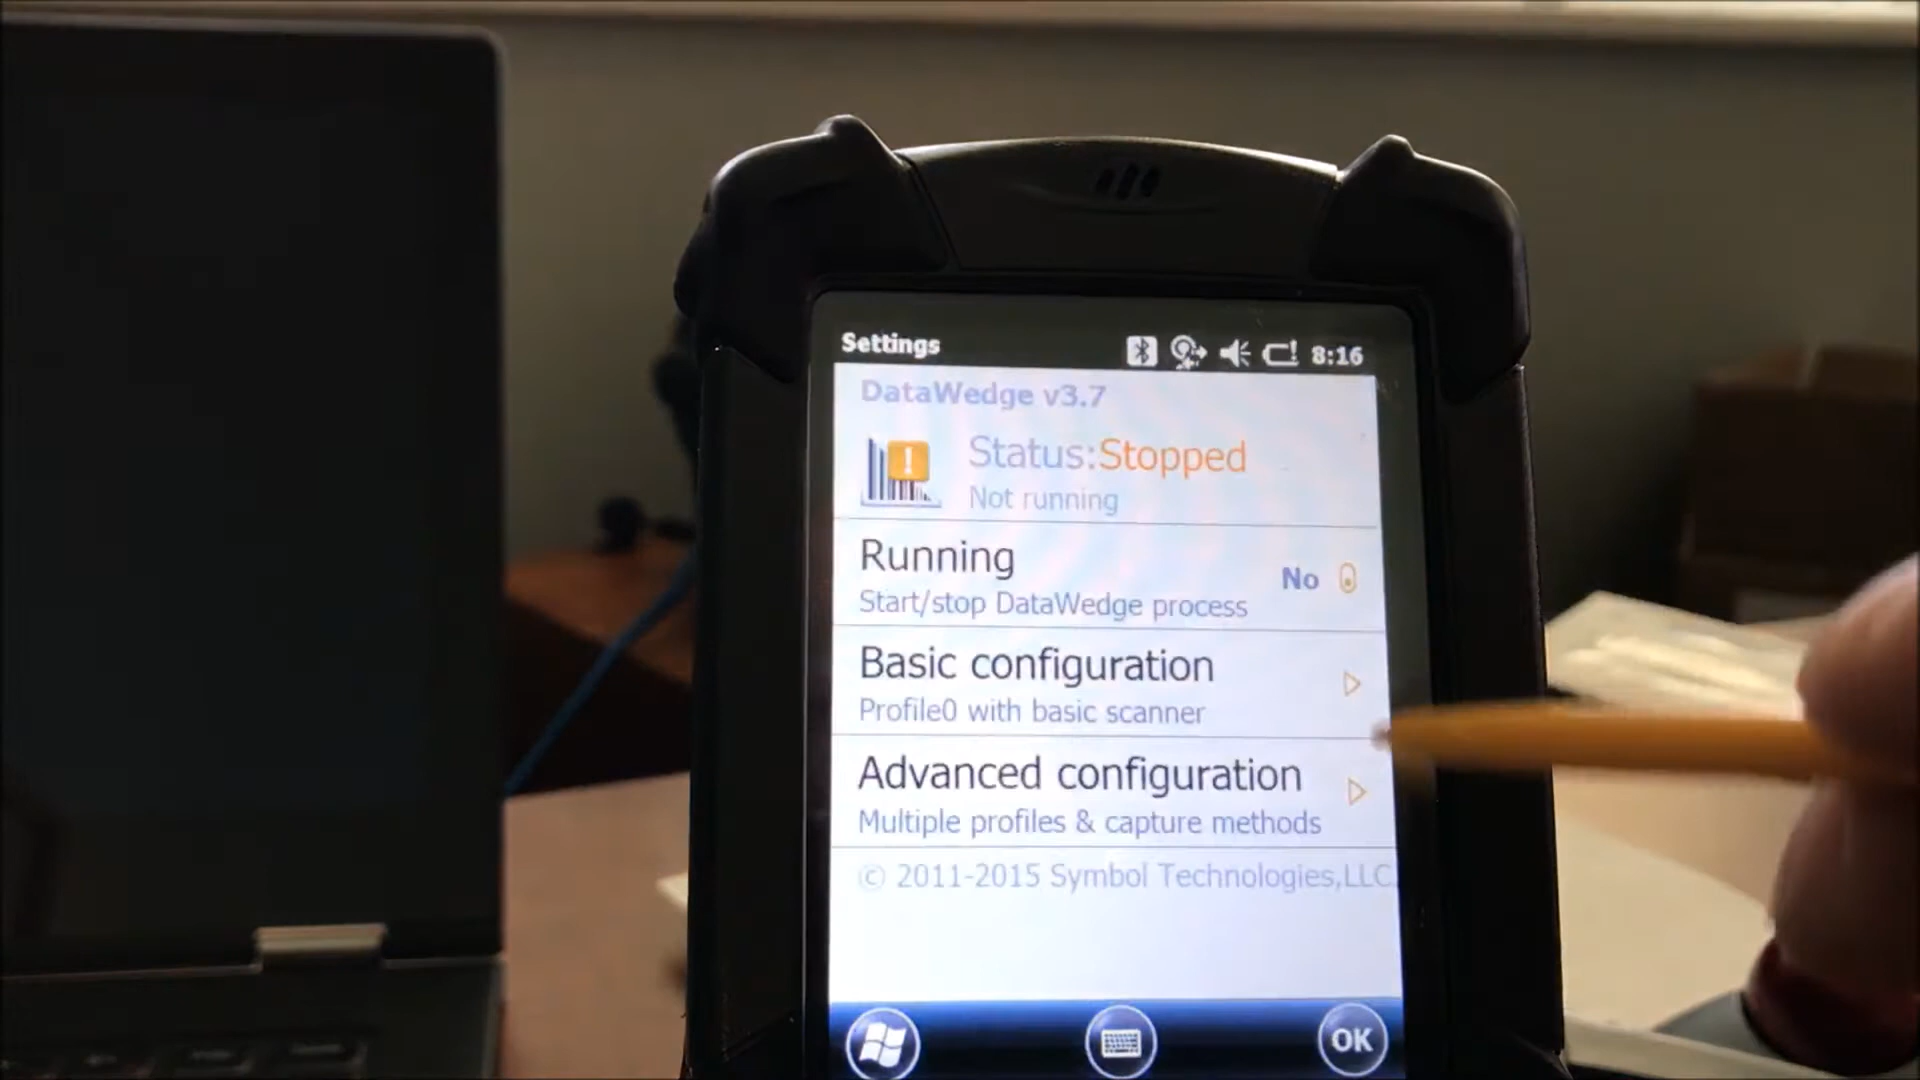 Settings 8:16
DataWedge v3.7
Status:Stopped
Not running
Running
No
Start/stop DataWedge process
Basic configuration
Profile0 with basic scanner
Advanced configuration
Multiple profiles & capture methods
© 2011-2015 Symbol Technologies,LLC.
OK